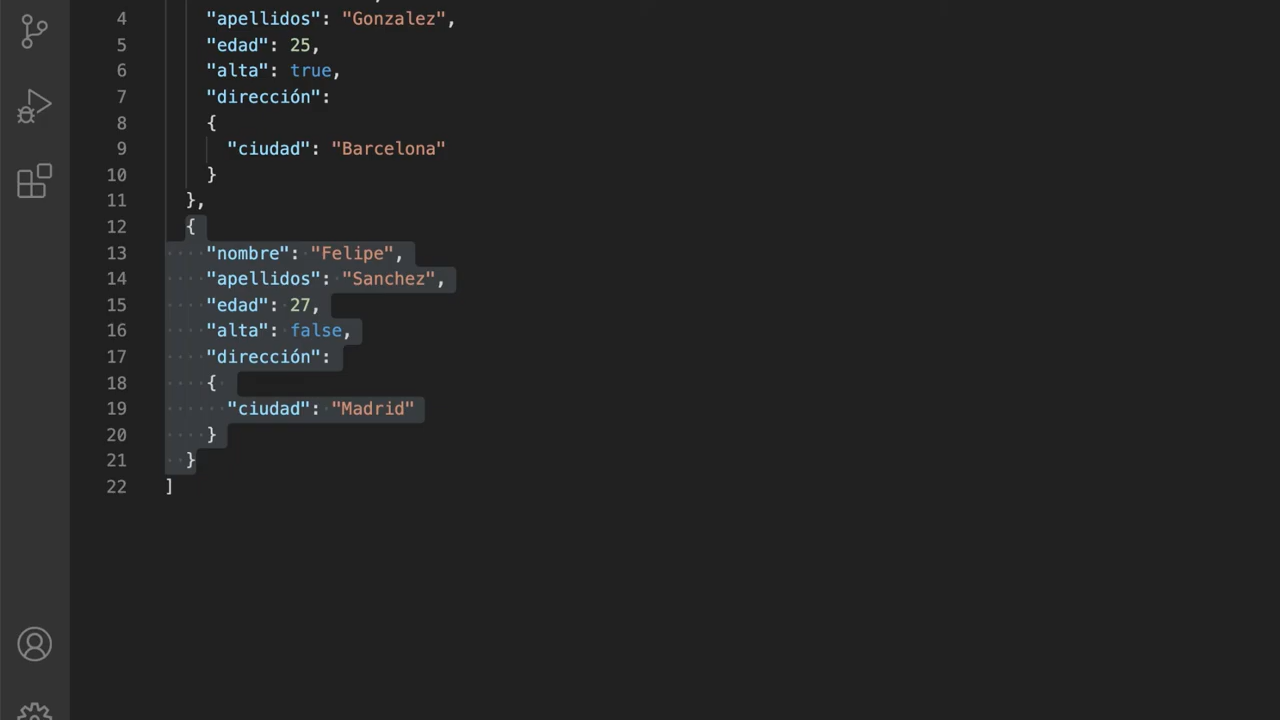 4 "apellidos": "Gonzalez",
5 "edad": 25,
6 "alta": true,
7 "dirección":
8 {
9 "ciudad": "Barcelona"
10 }
11 },
12 {
13 "nombre": "Felipe",
14 "apellidos": "Sanchez",
15 "edad": 27,
16 "alta": false,
17 "dirección":
18 {
19 "ciudad": "Madrid"
20 }
21 }
22 ]